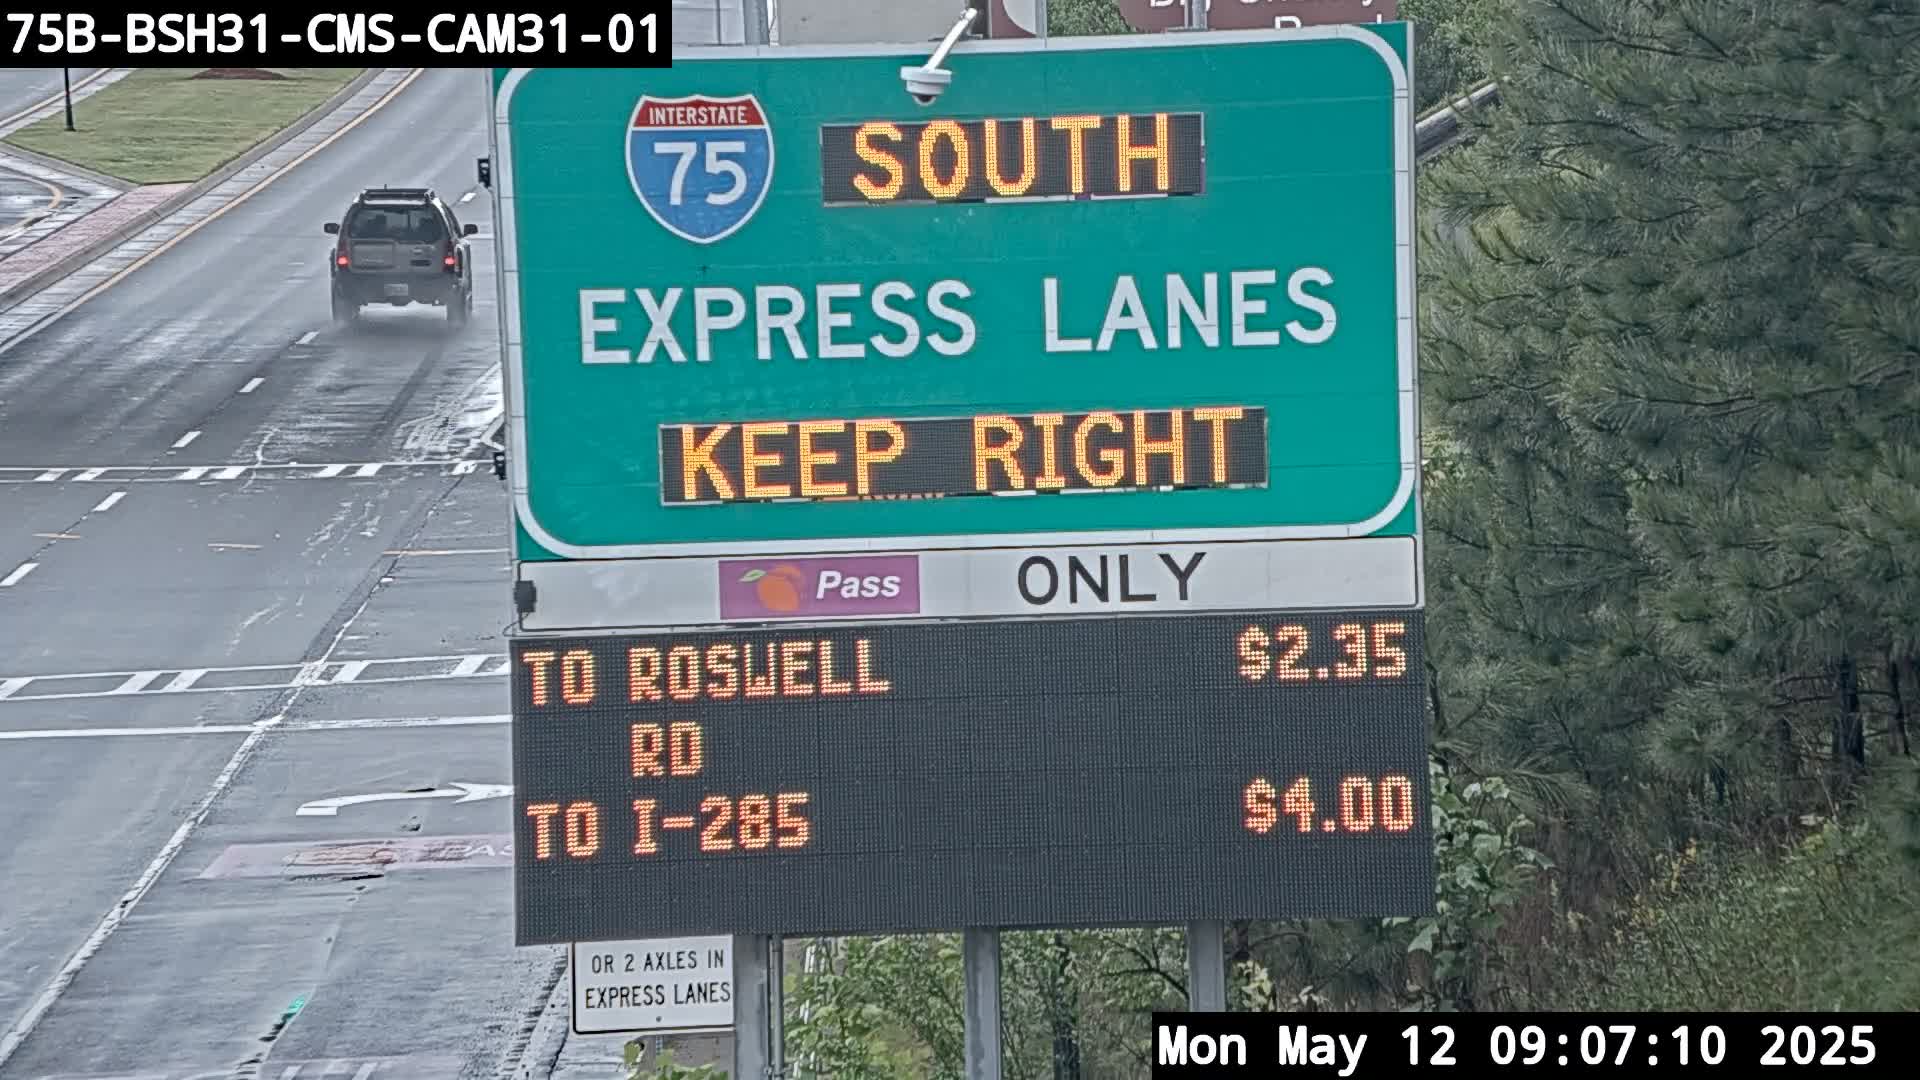 75B-BSH31-CMS-CAM31-01
INTERSTATE
75
SOUTH
EXPRESS LANES
KEEP RIGHT
Pass ONLY
TO ROSWELL $2.35
RD
TO I-285 $4.00
OR 2 AXLES IN
EXPRESS LANES
Mon May 12 09:07:10 2025